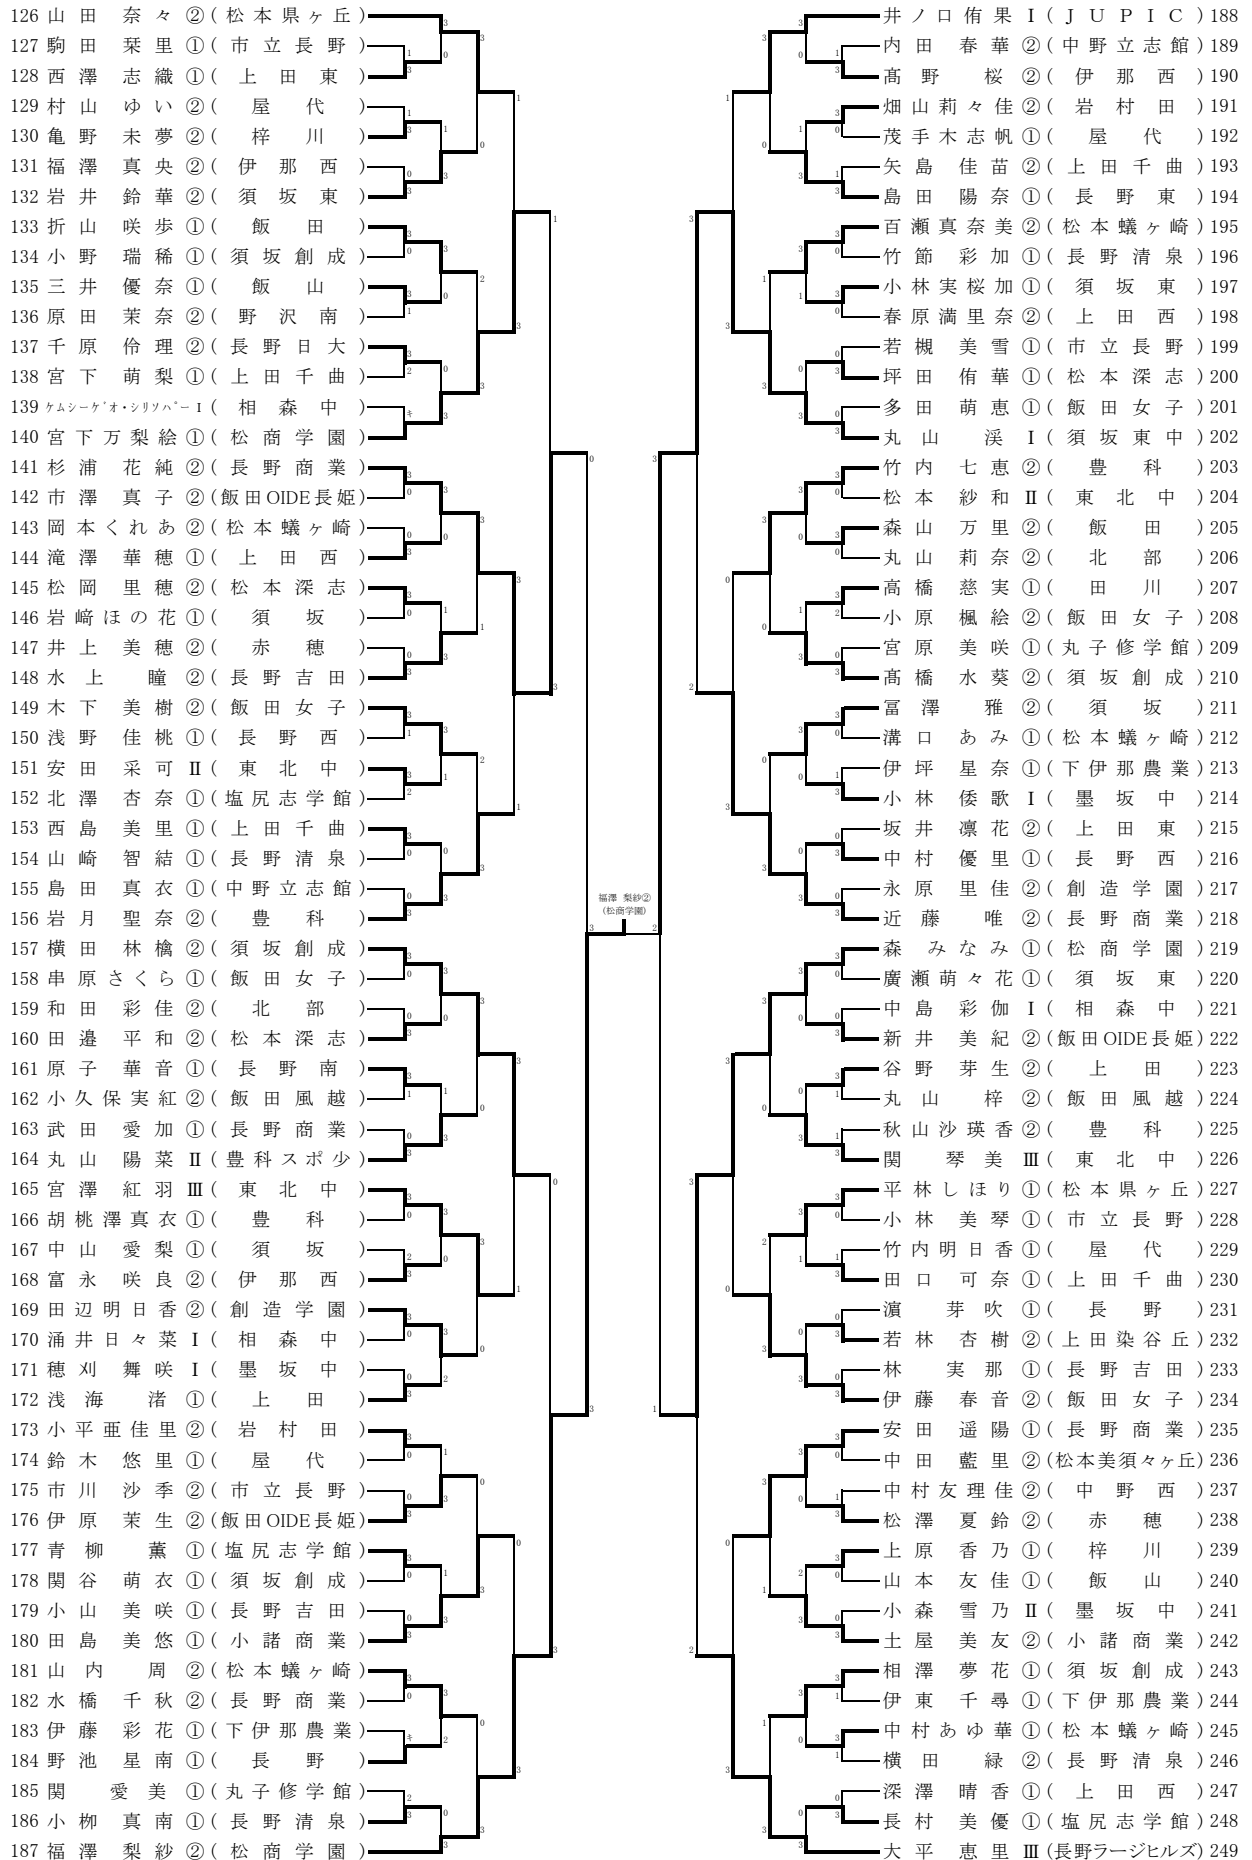 126 山田 奈々 ② ( 松本県ヶ丘 )
127 駒田 栞里 ① ( 市立長野 )
128 西澤 志織 ① ( 上田東 )
129 村山 ゆい ② ( 屋代 )
130 亀野 未夢 ② ( 梓川 )
131 福澤 真央 ② ( 伊那西 )
132 岩井 鈴華 ② ( 須坂東 )
133 折山 咲歩 ① ( 飯田 )
134 小野 瑞稀 ① ( 須坂創成 )
135 三井 優奈 ① ( 飯山 )
136 原田 茉奈 ② ( 野沢南 )
137 千原 伶理 ② ( 長野日大 )
138 宮下 萌梨 ① ( 上田千曲 )
139 ケムシーゲオ・シリソハﾟー Ⅰ ( 相森中 )
140 宮下万梨絵 ① ( 松商学園 )
141 杉浦 花純 ② ( 長野商業 )
142 市澤 真子 ② (飯田OIDE長姫)
143 岡本くれあ ② ( 松本蟻ヶ崎 )
144 滝澤 華穂 ① ( 上田西 )
145 松岡 里穂 ② ( 松本深志 )
146 岩﨑ほの花 ① ( 須坂 )
147 井上 美穂 ② ( 赤穂 )
148 水上 瞳 ② ( 長野吉田 )
149 木下 美樹 ② ( 飯田女子 )
150 浅野 佳桃 ① ( 長野西 )
151 安田 采可 Ⅱ ( 東北中 )
152 北澤 杏奈 ① ( 塩尻志学館 )
153 西島 美里 ① ( 上田千曲 )
154 山崎 智結 ① ( 長野清泉 )
155 島田 真衣 ① ( 中野立志館 )
156 岩月 聖奈 ② ( 豊科 )
157 横田 林檎 ② ( 須坂創成 )
158 串原さくら ① ( 飯田女子 )
159 和田 彩佳 ② ( 北部 )
160 田邉 平和 ② ( 松本深志 )
161 原子 華音 ① ( 長野南 )
162 小久保実紅 ② ( 飯田風越 )
163 武田 愛加 ① ( 長野商業 )
164 丸山 陽菜 Ⅱ ( 豊科スポ少 )
165 宮澤 紅羽 Ⅲ ( 東北中 )
166 胡桃澤真衣 ① ( 豊科 )
167 中山 愛梨 ① ( 須坂 )
168 富永 咲良 ② ( 伊那西 )
169 田辺明日香 ② ( 創造学園 )
170 涌井日々菜 Ⅰ ( 相森中 )
171 穂刈 舞咲 Ⅰ ( 墨坂中 )
172 浅海 渚 ① ( 上田 )
173 小平亜佳里 ② ( 岩村田 )
174 鈴木 悠里 ① ( 屋代 )
175 市川 沙季 ② ( 市立長野 )
176 伊原 茉生 ② (飯田OIDE長姫)
177 青柳 薫 ① ( 塩尻志学館 )
178 関谷 萌衣 ① ( 須坂創成 )
179 小山 美咲 ① ( 長野吉田 )
180 田島 美悠 ① ( 小諸商業 )
181 山内 周 ② ( 松本蟻ヶ崎 )
182 水橋 千秋 ② ( 長野商業 )
183 伊藤 彩花 ① ( 下伊那農業 )
184 野池 星南 ① ( 長野 )
185 関 愛美 ① ( 丸子修学館 )
186 小栁 真南 ① ( 長野清泉 )
187 福澤 梨紗 ② ( 松商学園 )
福澤 梨紗②
(松商学園)
井ノ口侑果 Ⅰ ( JUPIC ) 188
内田 春華 ② ( 中野立志館 ) 189
髙野 桜 ② ( 伊那西 ) 190
畑山莉々佳 ② ( 岩村田 ) 191
茂手木志帆 ① ( 屋代 ) 192
矢島 佳苗 ② ( 上田千曲 ) 193
島田 陽奈 ① ( 長野東 ) 194
百瀬真奈美 ② ( 松本蟻ヶ崎 ) 195
竹節 彩加 ① ( 長野清泉 ) 196
小林実桜加 ① ( 須坂東 ) 197
春原満里奈 ② ( 上田西 ) 198
若槻 美雪 ① ( 市立長野 ) 199
坪田 侑華 ① ( 松本深志 ) 200
多田 萌恵 ① ( 飯田女子 ) 201
丸山 渓 Ⅰ ( 須坂東中 ) 202
竹内 七恵 ② ( 豊科 ) 203
松本 紗和 Ⅱ ( 東北中 ) 204
森山 万里 ② ( 飯田 ) 205
丸山 莉奈 ② ( 北部 ) 206
高橋 慈実 ① ( 田川 ) 207
小原 楓絵 ② ( 飯田女子 ) 208
宮原 美咲 ① ( 丸子修学館 ) 209
髙橋 水葵 ② ( 須坂創成 ) 210
冨澤 雅 ② ( 須坂 ) 211
溝口 あみ ① ( 松本蟻ヶ崎 ) 212
伊坪 星奈 ① ( 下伊那農業 ) 213
小林 倭歌 Ⅰ ( 墨坂中 ) 214
坂井 凛花 ② ( 上田東 ) 215
中村 優里 ① ( 長野西 ) 216
永原 里佳 ② ( 創造学園 ) 217
近藤 唯 ② ( 長野商業 ) 218
森 みなみ ① ( 松商学園 ) 219
廣瀬萌々花 ① ( 須坂東 ) 220
中島 彩伽 Ⅰ ( 相森中 ) 221
新井 美紀 ② (飯田OIDE長姫) 222
谷野 芽生 ② ( 上田 ) 223
丸山 梓 ② ( 飯田風越 ) 224
秋山沙瑛香 ② ( 豊科 ) 225
関 琴美 Ⅲ ( 東北中 ) 226
平林しほり ① ( 松本県ヶ丘 ) 227
小林 美琴 ① ( 市立長野 ) 228
竹内明日香 ① ( 屋代 ) 229
田口 可奈 ① ( 上田千曲 ) 230
濵 芽吹 ① ( 長野 ) 231
若林 杏樹 ② ( 上田染谷丘 ) 232
林 実那 ① ( 長野吉田 ) 233
伊藤 春音 ② ( 飯田女子 ) 234
安田 遥陽 ① ( 長野商業 ) 235
中田 藍里 ② (松本美須々ヶ丘) 236
中村友理佳 ② ( 中野西 ) 237
松澤 夏鈴 ② ( 赤穂 ) 238
上原 香乃 ① ( 梓川 ) 239
山本 友佳 ① ( 飯山 ) 240
小森 雪乃 Ⅱ ( 墨坂中 ) 241
土屋 美友 ② ( 小諸商業 ) 242
相澤 夢花 ① ( 須坂創成 ) 243
伊東 千尋 ① ( 下伊那農業 ) 244
中村あゆ華 ① ( 松本蟻ヶ崎 ) 245
横田 緑 ② ( 長野清泉 ) 246
深澤 晴香 ① ( 上田西 ) 247
長村 美優 ① ( 塩尻志学館 ) 248
大平 恵里 Ⅲ (長野ラージヒルズ) 249